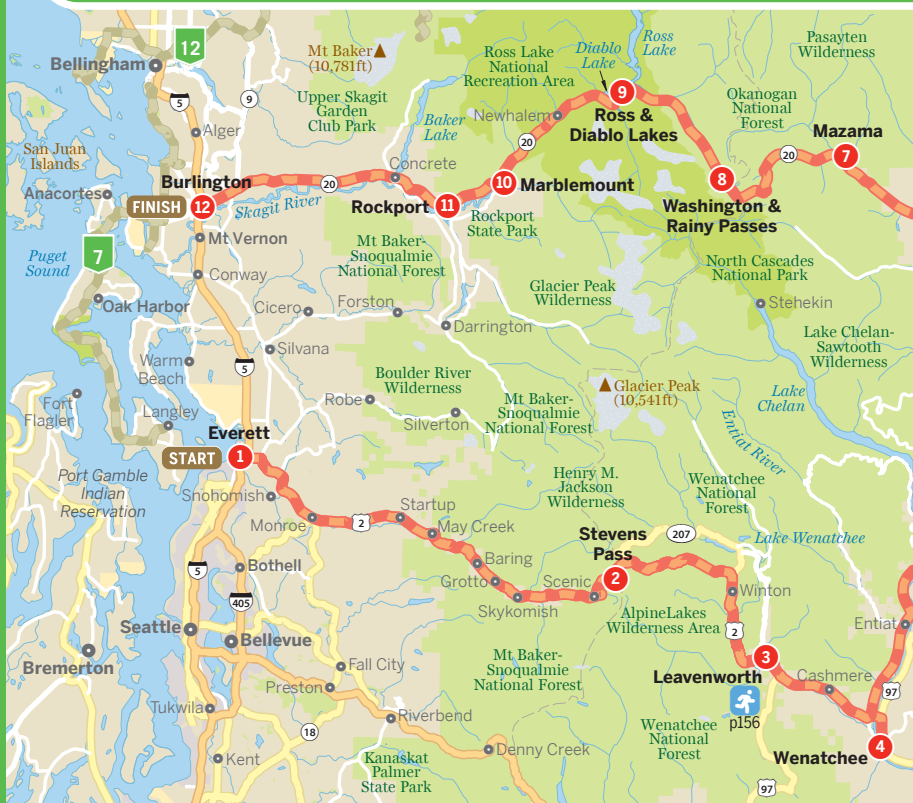 12
Bellingham
5
9
Alger
Mt Baker
(10,781ft)
Upper Skagit
Garden
Club Park
Baker
Lake
Ross Lake
National
Recreation Area
Diablo
Lake
Ross
Lake
Pasayten
Wilderness
Newhalem
9
Ross &
Diablo Lakes
Okanogan
National
Forest
Mazama
7
20
20
San Juan
Islands
Anacortes
Burlington
FINISH
12
20
Skagit River
Concrete
Rockport
11
10
Marblemount
Rockport
State Park
8
Washington &
Rainy Passes
Puget
Sound
7
Mt Vernon
Conway
Mt Baker-
Snoqualmie
National Forest
North Cascades
National Park
Glacier Peak
Wilderness
Stehekin
Oak Harbor
Cicero
Forston
Darrington
Lake Chelan-
Sawtooth
Wilderness
Warm
Beach
5
Silvana
Boulder River
Wilderness
Glacier Peak
(10,541ft)
Lake
Chelan
Fort
Flagler
Langley
Robe
Silverton
Mt Baker-
Snoqualmie
National Forest
Entiat River
Everett
START
1
Port Gamble
Indian
Reservation
Snohomish
Monroe
2
Startup
May Creek
Henry M.
Jackson
Wilderness
Wenatchee
National
Forest
Stevens
Pass
207
Lake Wenatchee
Baring
Grotto
Skykomish
Scenic
2
5
Bothell
405
Winton
AlpineLakes
Wilderness Area
2
Entiat
Seattle
Bellevue
Bremerton
Fall City
Preston
Mt Baker-
Snoqualmie
National Forest
Leavenworth
3
p156
Cashmere
97
Tukwila
Riverbend
18
Kent
Denny Creek
Kanaskat
Palmer
State Park
Wenatchee
National
Forest
Wenatchee
4
97